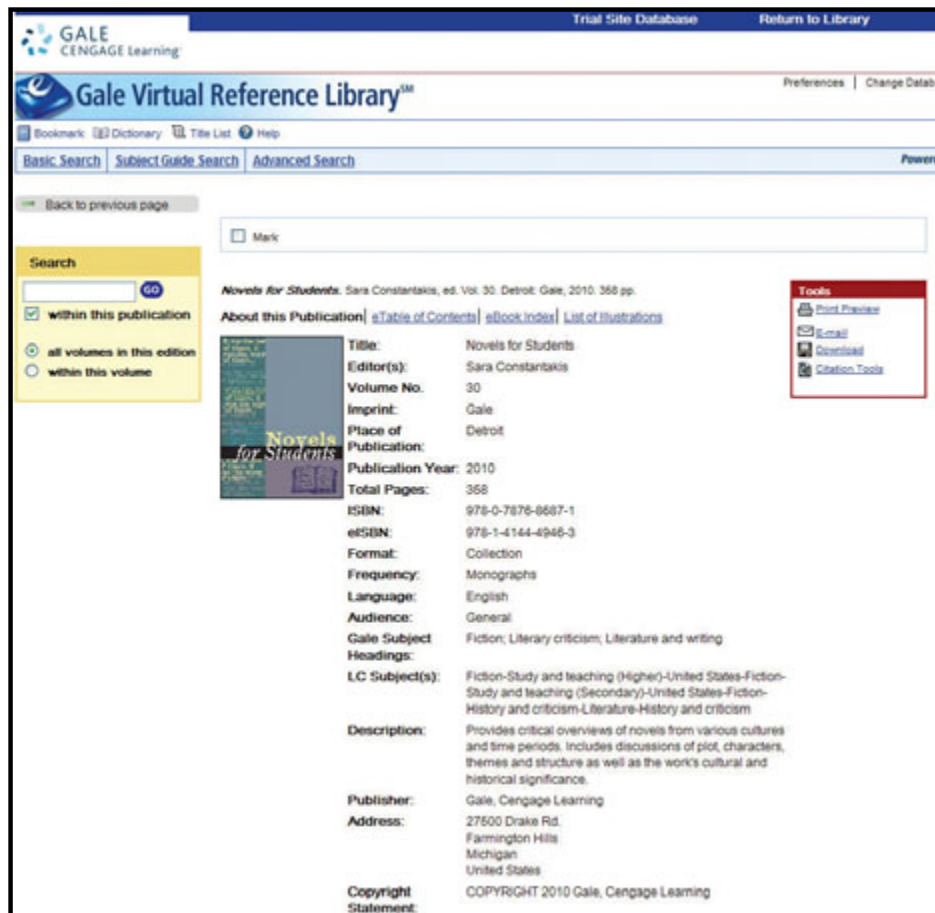 Trial Site Database Return to Library
GALE
CENGAGE Learning
Gale Virtual Reference Library℠
Preferences | Change Datab
Bookmark Dictionary Title List Help
Basic Search | Subject Guide Search | Advanced Search
Power
Back to previous page
Mark
Search
GO
within this publication
all volumes in this edition
within this volume
Novels for Students. Sara Constantakis, ed. Vol. 30. Detroit: Gale, 2010. 368 pp.
About this Publication| eTable of Contents| eBook Index| List of Illustrations
Tools
Print Preview
E-mail
Download
Citation Tools
Novels
for Students
Title: Novels for Students
Editor(s): Sara Constantakis
Volume No. 30
Imprint: Gale
Place of Detroit
Publication:
Publication Year: 2010
Total Pages: 368
ISBN: 978-0-7876-8687-1
eISBN: 978-1-4144-4946-3
Format: Collection
Frequency: Monographs
Language: English
Audience: General
Gale Subject Fiction; Literary criticism; Literature and writing
Headings:
LC Subject(s): Fiction-Study and teaching (Higher)-United States-Fiction-
Study and teaching (Secondary)-United States-Fiction-
History and criticism-Literature-History and criticism
Description: Provides critical overviews of novels from various cultures
and time periods. Includes discussions of plot, characters,
themes and structure as well as the work's cultural and
historical significance.
Publisher: Gale, Cengage Learning
Address: 27500 Drake Rd.
Farmington Hills
Michigan
United States
Copyright COPYRIGHT 2010 Gale, Cengage Learning
Statement: